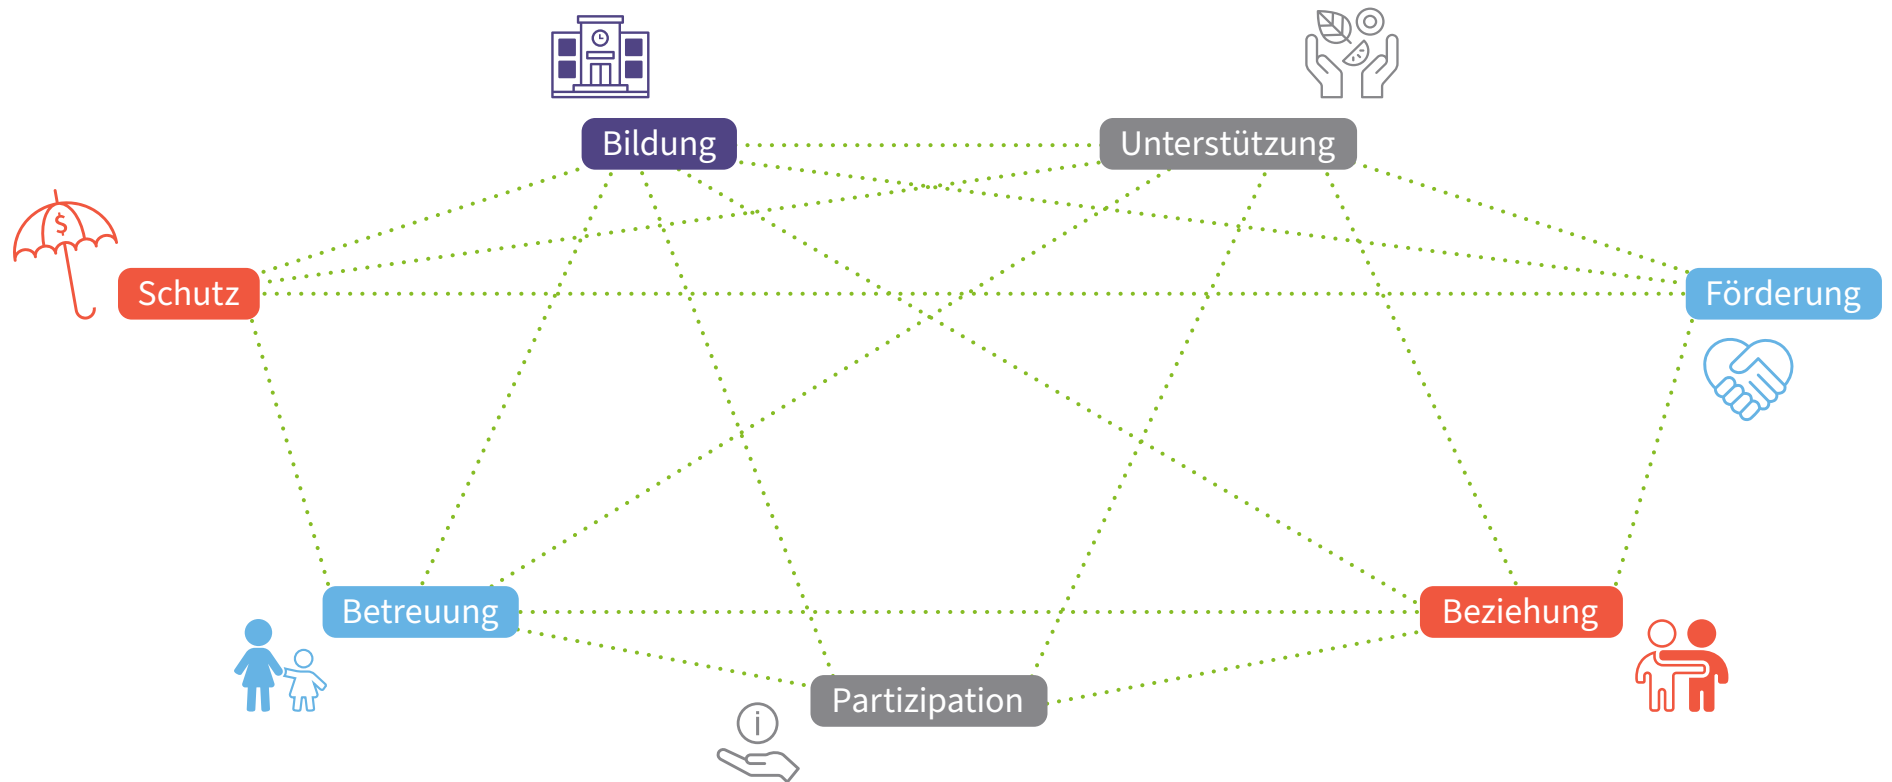 Bildung
Unterstützung
$
Schutz
Förderung
Betreuung
Beziehung
Partizipation
i